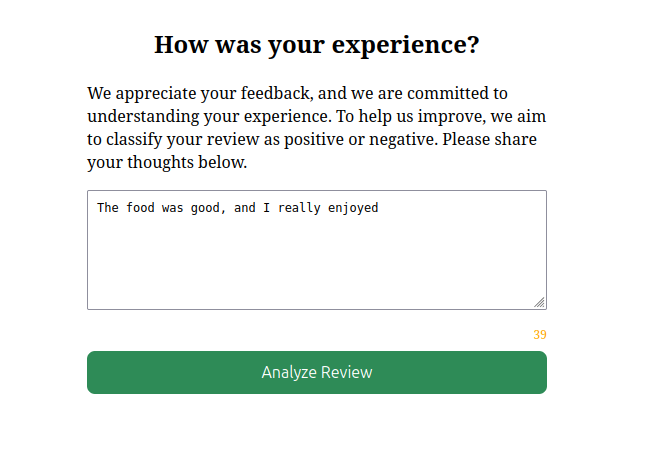 How was your experience?
We appreciate your feedback, and we are committed to
understanding your experience. To help us improve, we aim
to classify your review as positive or negative. Please share
your thoughts below.
The food was good, and I really enjoyed
39
Analyze Review